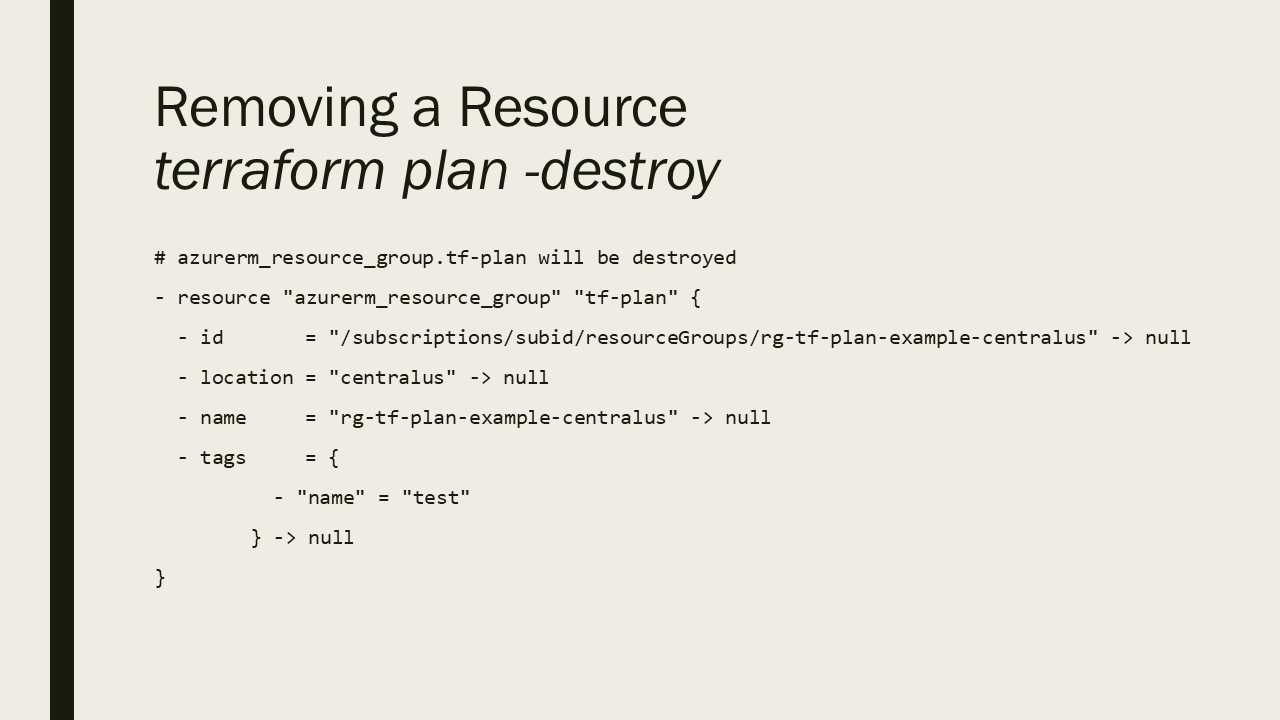 Removing a Resource
terraform plan -destroy
# azurerm_resource_group.tf-plan will be destroyed
- resource "azurerm_resource_group" "tf-plan" {
  - id       = "/subscriptions/subid/resourceGroups/rg-tf-plan-example-centralus" -> null
  - location = "centralus" -> null
  - name     = "rg-tf-plan-example-centralus" -> null
  - tags     = {
          - "name" = "test"
        } -> null
}